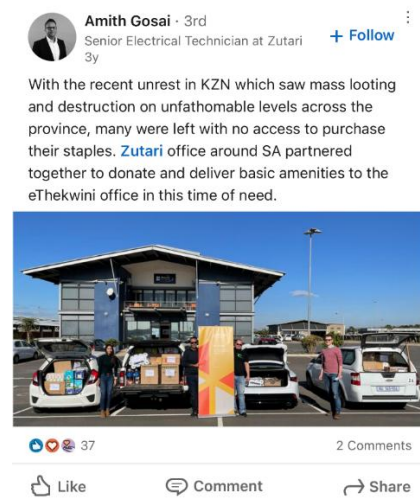 Amith Gosai · 3rd
Senior Electrical Technician at Zutari
3y
+ Follow
With the recent unrest in KZN which saw mass looting
and destruction on unfathomable levels across the
province, many were left with no access to purchase
their staples. Zutari office around SA partnered
together to donate and deliver basic amenities to the
eThekwini office in this time of need.
37
2 Comments
Like
Comment
Share